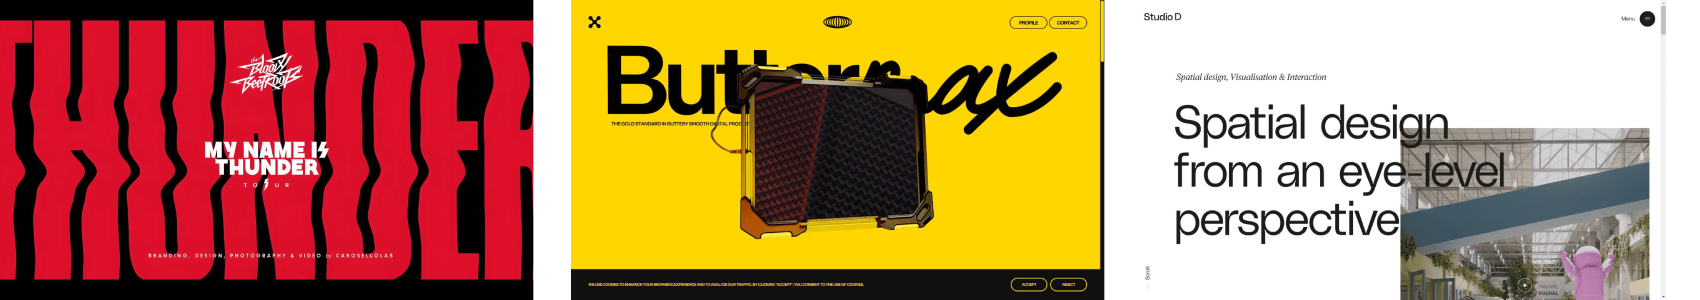 THUNDER
the Bloody Beetroots
MY NAME IS
THUNDER
TOUR
BRANDING, DESIGN, PHOTOGRAPHY & VIDEO by CAROSELLOLAB
PROFILE
CONTACT
Buttermax
THE GOLD STANDARD IN BUTTERY SMOOTH DIGITAL
WE USE COOKIES TO ENHANCE YOUR BROWSING EXPERIENCE AND TO ANALYZE OUR TRAFFIC. BY CLICKING "ACCEPT", YOU CONSENT TO THE USE OF COOKIES.
ACCEPT
REJECT
Studio D
Menu
Spatial design, Visualisation & Interaction
Spatial design
from an eye-level
perspective
Scroll